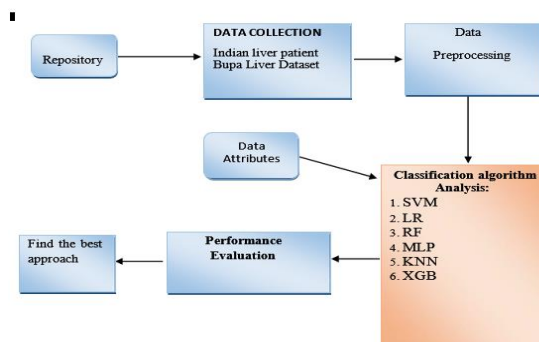 Repository
DATA COLLECTION
Indian liver patient
Bupa Liver Dataset
Data
Preprocessing
Data
Attributes
Classification algorithm
Analysis:
1. SVM
2. LR
3. RF
4. MLP
5. KNN
6. XGB
Performance
Evaluation
Find the best
approach